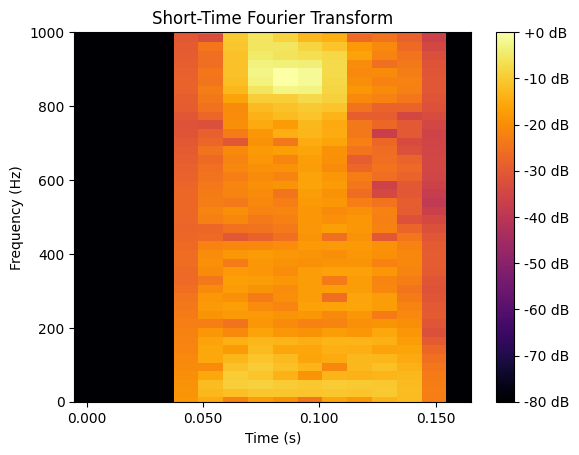 Short-Time Fourier Transform
1000
800
600
400
200
0
Frequency (Hz)
0.000
0.050
0.100
0.150
Time (s)
+0 dB
-10 dB
-20 dB
-30 dB
-40 dB
-50 dB
-60 dB
-70 dB
-80 dB